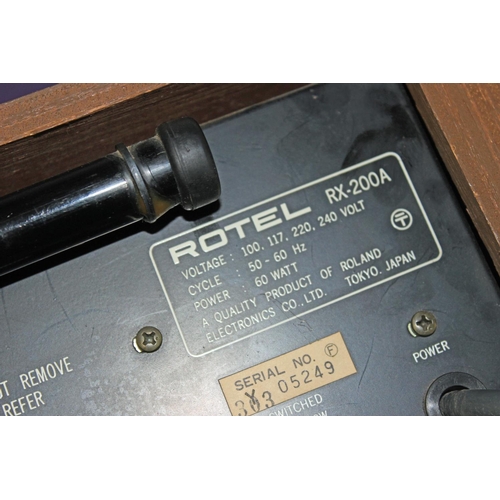 ROTEL RX-200A
VOLTAGE : 100, 117, 220, 240 VOLT
CYCLE : 50 - 60 Hz
POWER : 60 WATT
A QUALITY PRODUCT OF ROLAND
ELECTRONICS CO., LTD. TOKYO, JAPAN
POWER
REMOVE
REFER
SERIAL NO. F
05249
SWITCHED